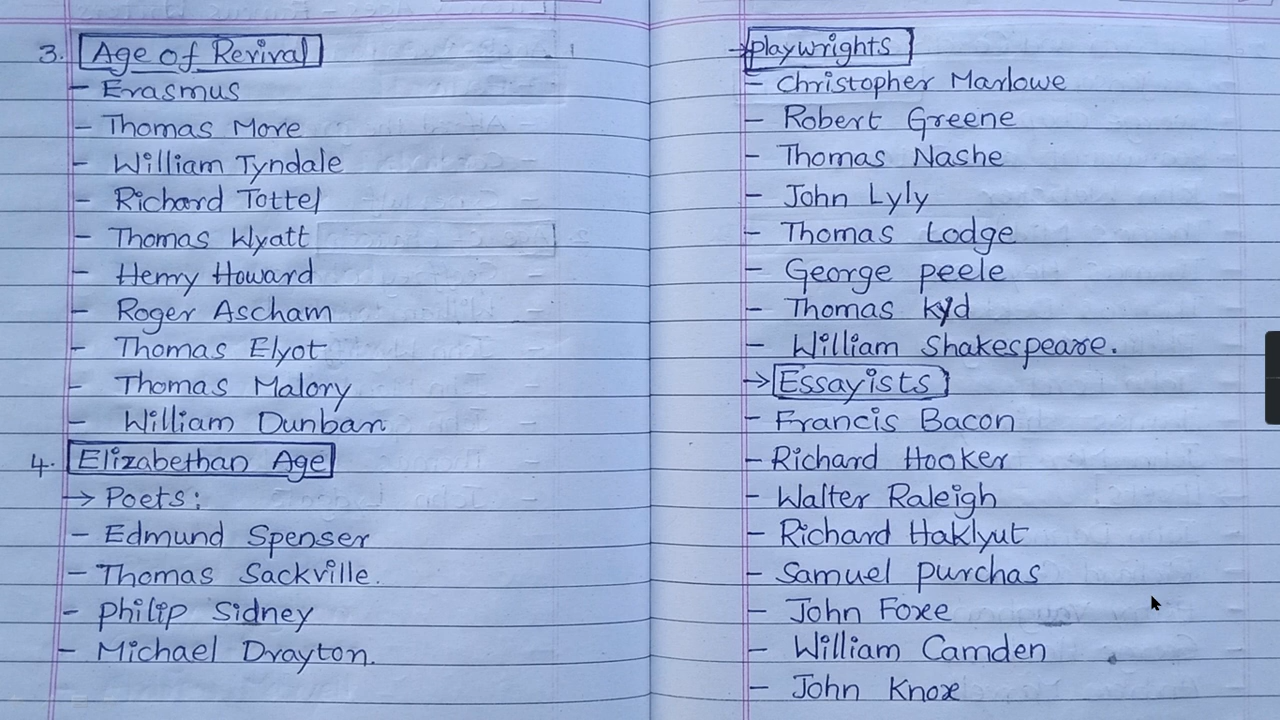 3. Age of Revival
- Erasmus
- Thomas More
- William Tyndale
- Richard Tottel
- Thomas Wyatt
- Henry Howard
- Roger Ascham
- Thomas Elyot
- Thomas Malory
- William Dunban
4. Elizabethan Age
→ Poets:
- Edmund Spenser
- Thomas Sackville.
- Philip Sidney
- Michael Drayton.
→ Playwrights
- Christopher Marlowe
- Robert Greene
- Thomas Nashe
- John Lyly
- Thomas Lodge
- George peele
- Thomas kyd
- William Shakespeare.
→ Essayists
- Francis Bacon
- Richard Hooker
- Walter Raleigh
- Richard Haklyut
- Samuel purchas
- John Foxe
- William Camden
- John Knox